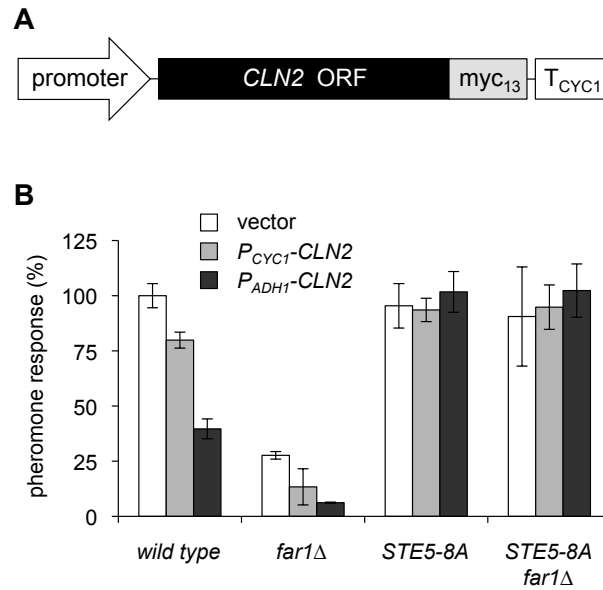 A
promoter
CLN2 ORF
myc13
TCYC1
B
vector
PCYC1-CLN2
PADH1-CLN2
pheromone response (%)
125
100
75
50
25
0
wild type
far1Δ
STE5-8A
STE5-8A
far1Δ